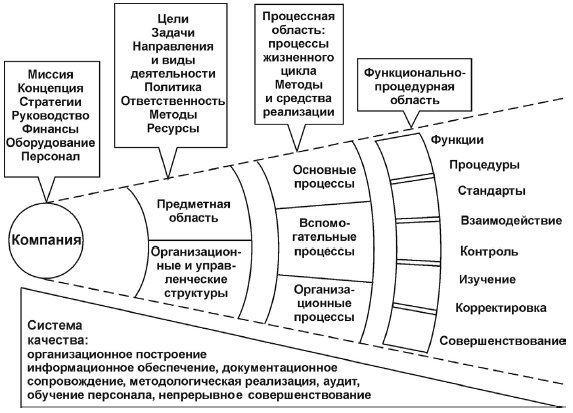 Миссия
Концепция
Стратегии
Руководство
Финансы
Оборудование
Персонал
Цели
Задачи
Направления
и виды
деятельности
Политика
Ответственность
Методы
Ресурсы
Процессная
область:
процессы
жизненного
цикла
Методы
и средства
реализации
Функционально-
процедурная
область
Компания
Предметная
область
Организацион-
ные и управ-
ленческие
структуры
Основные
процессы
Вспомо-
гательные
процессы
Организа-
ционные
процессы
Функции
Процедуры
Стандарты
Взаимодействие
Контроль
Изучение
Корректировка
Совершенствование
Система
качества:
организационное построение
информационное обеспечение, документационное
сопровождение, методологическая реализация, аудит,
обучение персонала, непрерывное совершенствование